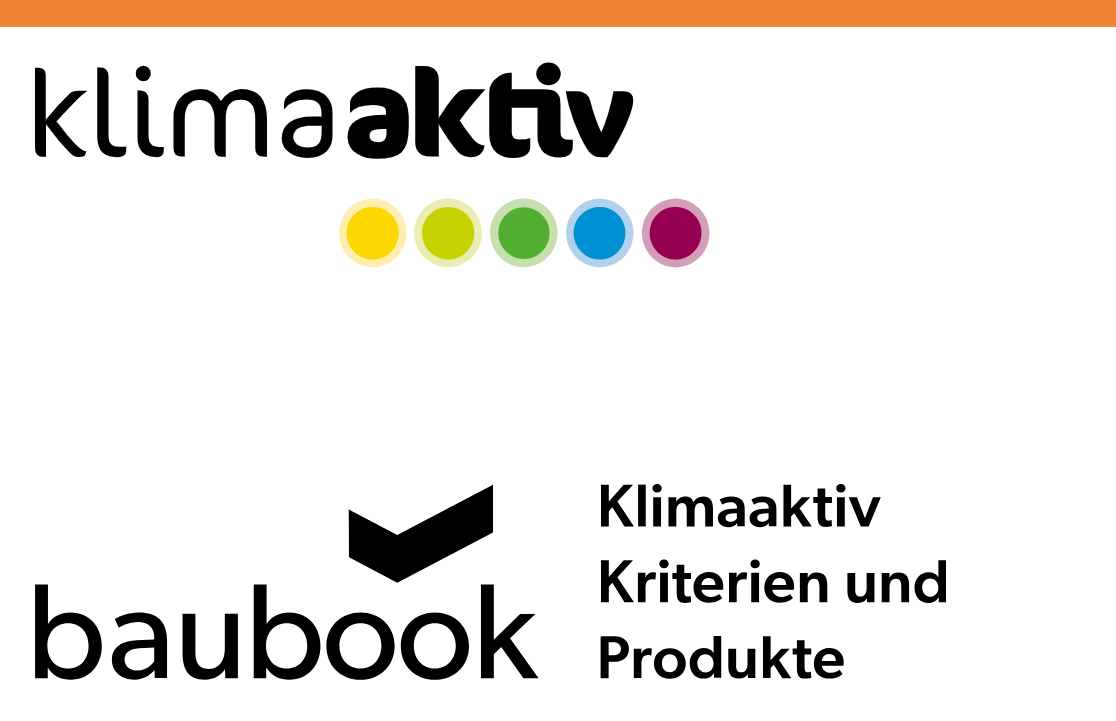 klimaaktiv
baubook
Klimaaktiv
Kriterien und
Produkte